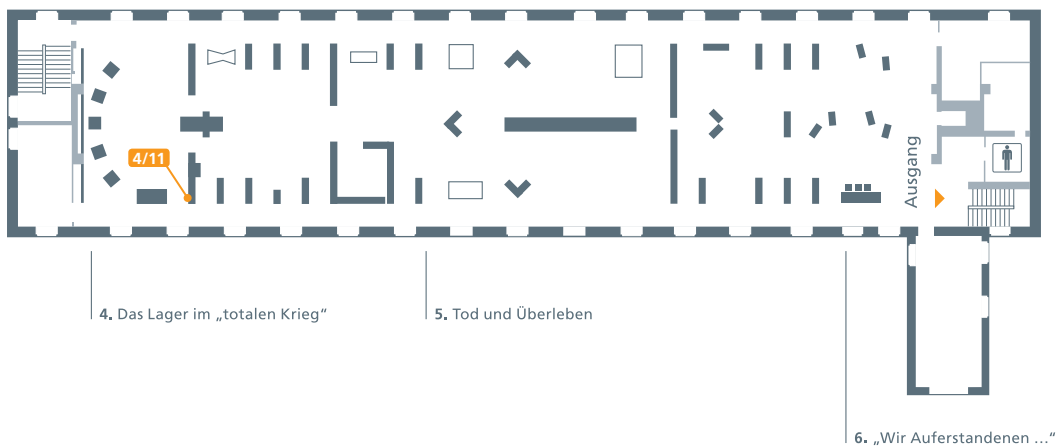 4/11
Ausgang
4. Das Lager im „totalen Krieg“
5. Tod und Überleben
6. „Wir Auferstandenen ...“